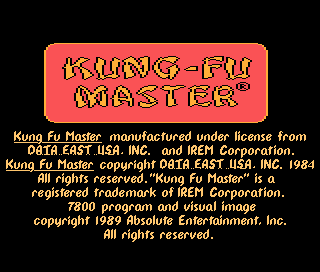 KUNG-FU
MASTER®
Kung Fu Master manufactured under license from
DATA EAST USA, INC. and IREM Corporation.
Kung Fu Master copyright DATA EAST USA, INC. 1984
All rights reserved."Kung Fu Master" is a
registered trademark of IREM Corporation.
7800 program and visual image
copyright 1989 Absolute Entertainment, Inc.
All rights reserved.